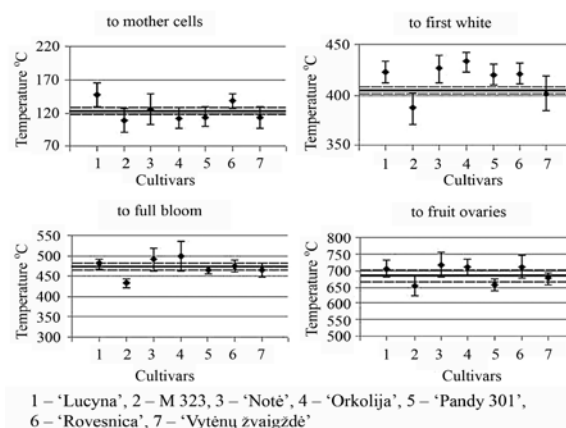 to mother cells
Temperature ºC
220
170
120
70
1 2 3 4 5 6 7
Cultivars
to first white
Temperature ºC
450
400
350
1 2 3 4 5 6 7
Cultivars
to full bloom
Temperature ºC
550
500
450
400
350
300
1 2 3 4 5 6 7
Cultivars
to fruit ovaries
Temperature ºC
800
750
700
650
600
550
500
1 2 3 4 5 6 7
Cultivars
1 – ‘Lucyna’, 2 – M 323, 3 – ‘Notė’, 4 – ‘Orkolija’, 5 – ‘Pandy 301’,
6 – ‘Rovesnica’, 7 – ‘Vytėnų žvaigždė’